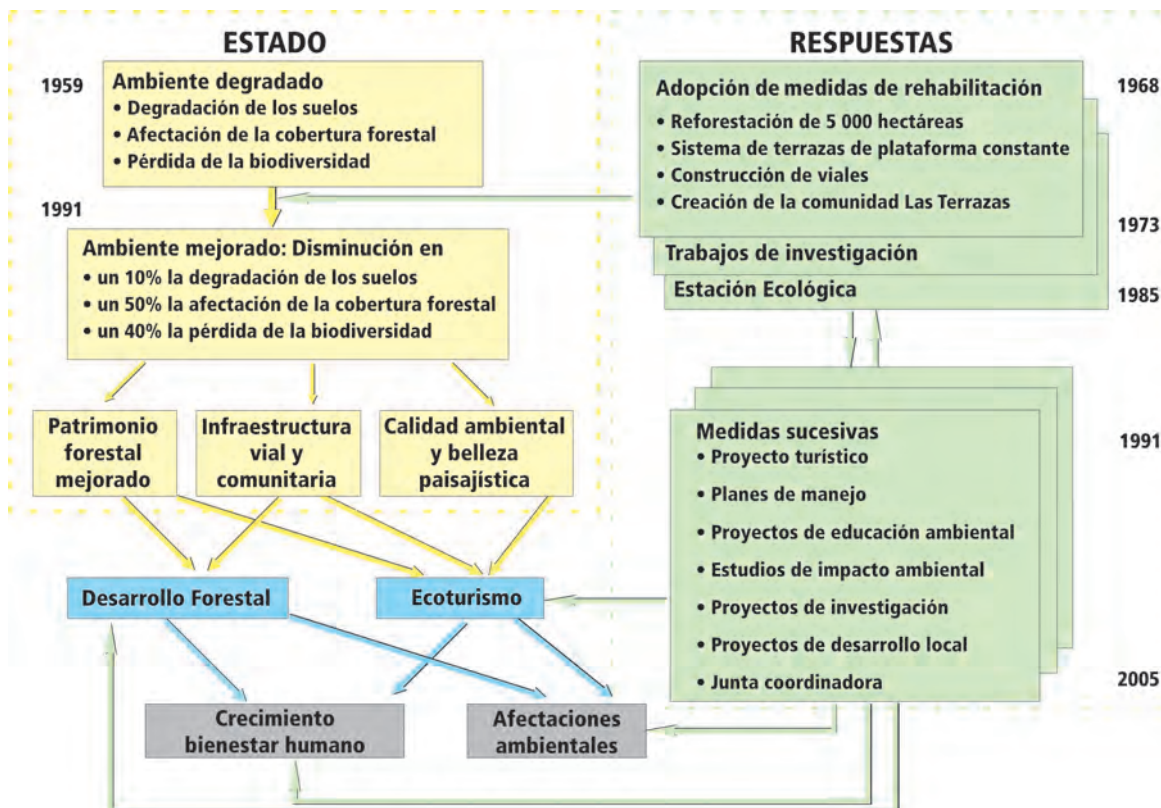 ESTADO
1959
Ambiente degradado
• Degradación de los suelos
• Afectación de la cobertura forestal
• Pérdida de la biodiversidad
1991
Ambiente mejorado: Disminución en
• un 10% la degradación de los suelos
• un 50% la afectación de la cobertura forestal
• un 40% la pérdida de la biodiversidad
Patrimonio
forestal
mejorado
Infraestructura
vial y
comunitaria
Calidad ambiental
y belleza
paisajística
Desarrollo Forestal
Ecoturismo
Crecimiento
bienestar humano
Afectaciones
ambientales
RESPUESTAS
Adopción de medidas de rehabilitación
1968
• Reforestación de 5 000 hectáreas
• Sistema de terrazas de plataforma constante
• Construcción de viales
• Creación de la comunidad Las Terrazas
1973
Trabajos de investigación
Estación Ecológica
1985
Medidas sucesivas
1991
• Proyecto turístico
• Planes de manejo
• Proyectos de educación ambiental
• Estudios de impacto ambiental
• Proyectos de investigación
• Proyectos de desarrollo local
• Junta coordinadora
2005